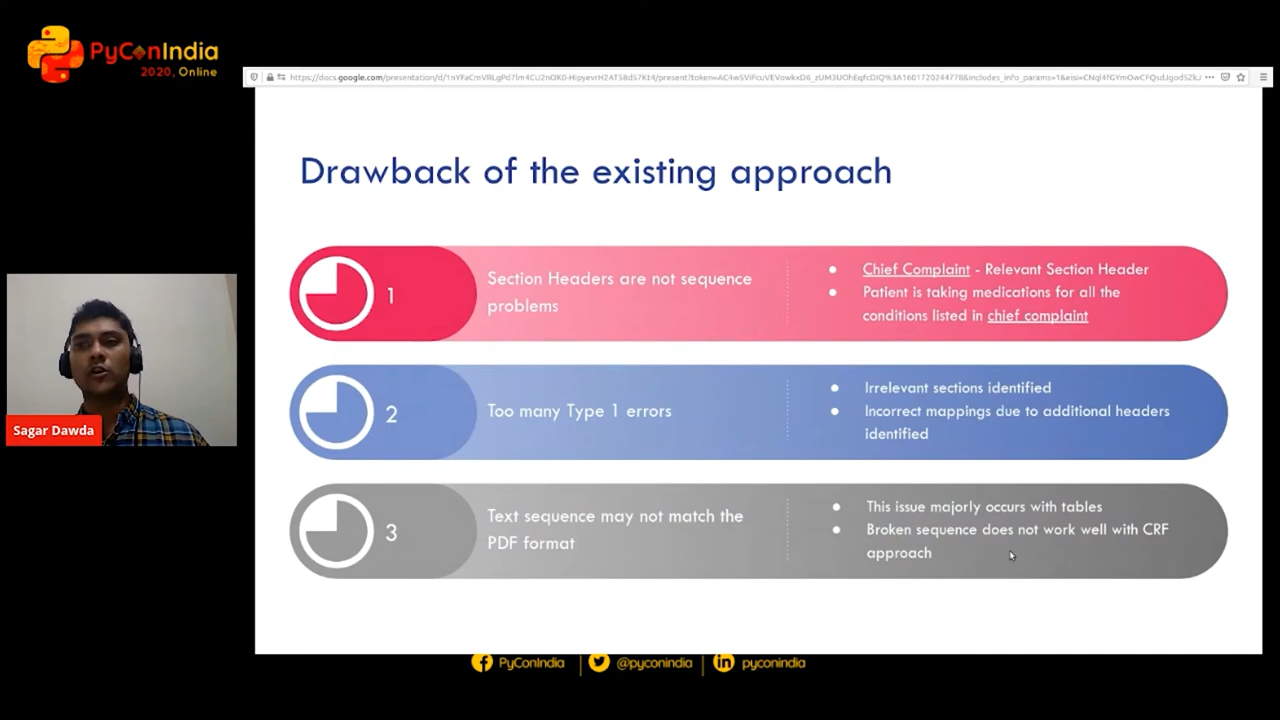 PyConIndia
2020, Online
Drawback of the existing approach
1
Section Headers are not sequence
problems
● Chief Complaint - Relevant Section Header
● Patient is taking medications for all the
conditions listed in chief complaint
2
Too many Type 1 errors
● Irrelevant sections identified
● Incorrect mappings due to additional headers
identified
3
Text sequence may not match the
PDF format
● This issue majorly occurs with tables
● Broken sequence does not work well with CRF
approach
Sagar Dawda
PyConIndia
@pyconindia
pyconindia